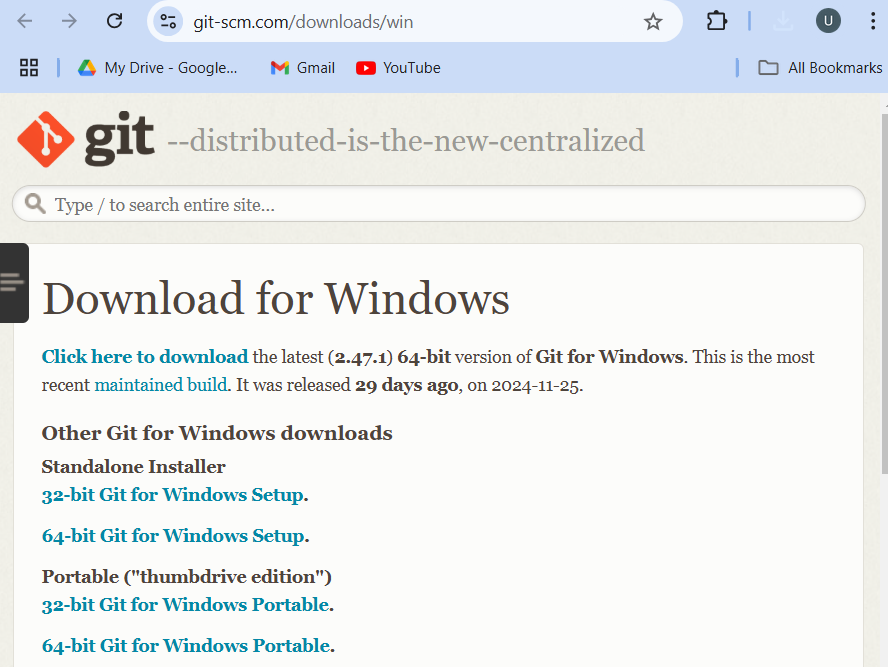 git-scm.com/downloads/win
U
My Drive - Google...
Gmail
YouTube
All Bookmarks
git --distributed-is-the-new-centralized
Type / to search entire site...
Download for Windows
Click here to download the latest (2.47.1) 64-bit version of Git for Windows. This is the most
recent maintained build. It was released 29 days ago, on 2024-11-25.
Other Git for Windows downloads
Standalone Installer
32-bit Git for Windows Setup.
64-bit Git for Windows Setup.
Portable ("thumbdrive edition")
32-bit Git for Windows Portable.
64-bit Git for Windows Portable.